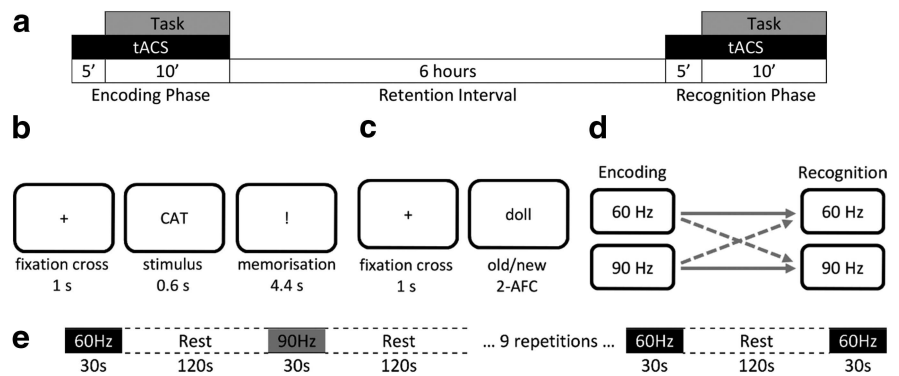 a
Task
Task
tACS
tACS
5’ 10’ 6 hours 5’ 10’
Encoding Phase Retention Interval Recognition Phase
b
+
CAT
!
fixation cross stimulus memorisation
1 s 0.6 s 4.4 s
c
+
doll
fixation cross old/new
1 s 2-AFC
d
Encoding Recognition
60 Hz 60 Hz
90 Hz 90 Hz
e
60Hz Rest 90Hz Rest ... 9 repetitions ... 60Hz Rest 60Hz
30s 120s 30s 120s 30s 120s 30s